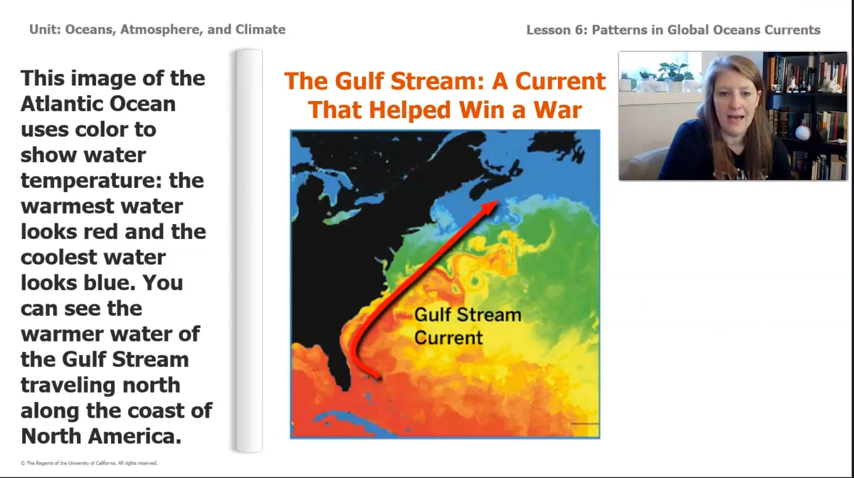 Unit: Oceans, Atmosphere, and Climate
Lesson 6: Patterns in Global Oceans Currents
This image of the
Atlantic Ocean
uses color to
show water
temperature: the
warmest water
looks red and the
coolest water
looks blue. You
can see the
warmer water of
the Gulf Stream
traveling north
along the coast of
North America.
The Gulf Stream: A Current
That Helped Win a War
Gulf Stream
Current
© The Regents of the University of California. All rights reserved.